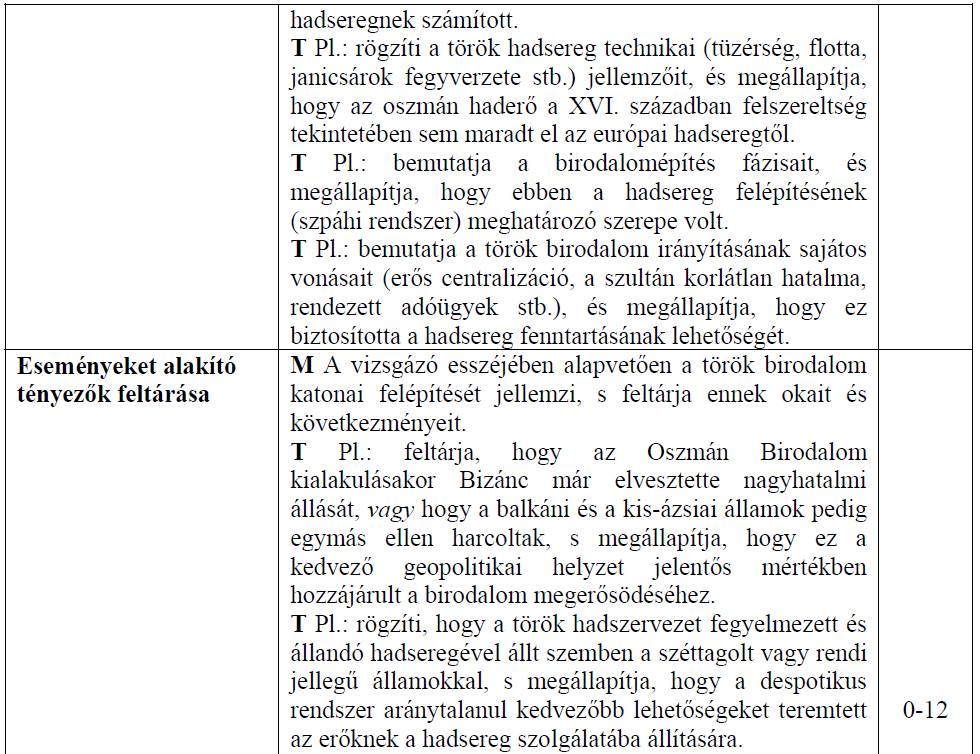 hadseregnek számított.
T Pl.: rögzíti a török hadsereg technikai (tüzérség, flotta,
janicsárok fegyverzete stb.) jellemzőit, és megállapítja,
hogy az oszmán haderő a XVI. században felszereltség
tekintetében sem maradt el az európai hadseregtől.
T Pl.: bemutatja a birodalomépítés fázisait, és
megállapítja, hogy ebben a hadsereg felépítésének
(szpáhi rendszer) meghatározó szerepe volt.
T Pl.: bemutatja a török birodalom irányításának sajátos
vonásait (erős centralizáció, a szultán korlátlan hatalma,
rendezett adóügyek stb.), és megállapítja, hogy ez
biztosította a hadsereg fenntartásának lehetőségét.
Eseményeket alakító
tényezők feltárása
M A vizsgázó esszéjében alapvetően a török birodalom
katonai felépítését jellemzi, s feltárja ennek okait és
következményeit.
T Pl.: feltárja, hogy az Oszmán Birodalom
kialakulásakor Bizánc már elvesztette nagyhatalmi
állását, vagy hogy a balkáni és a kis-ázsiai államok pedig
egymás ellen harcoltak, s megállapítja, hogy ez a
kedvező geopolitikai helyzet jelentős mértékben
hozzájárult a birodalom megerősödéséhez.
T Pl.: rögzíti, hogy a török hadszervezet fegyelmezett és
állandó hadseregével állt szemben a széttagolt vagy rendi
jellegű államokkal, s megállapítja, hogy a despotikus
rendszer aránytalanul kedvezőbb lehetőségeket teremtett
az erőknek a hadsereg szolgálatába állítására.
0-12